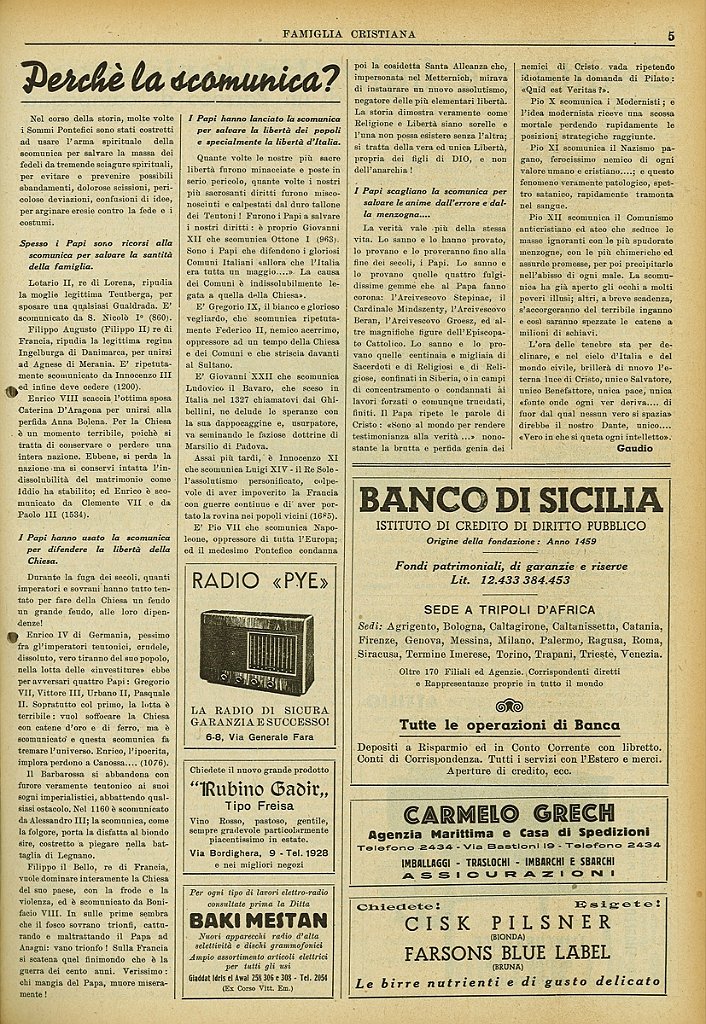 FAMIGLIA CRISTIANA
5
Perchè la scomunica?
Nel corso della storia, molte volte
i Sommi Pontefici sono stati costretti
ad usare l'arma spirituale della
scomunica per salvare la massa dei
fedeli da tremende sciagure spirituali,
per evitare e prevenire possibili
sbandamenti, dolorose scissioni, peri-
colose deviazioni, confusioni di idee,
per arginare eresie contro la fede e i
costumi.
Spesso i Papi sono ricorsi alla
scomunica per salvare la santità
della famiglia.
Lotario II, re di Lorena, ripudia
la moglie legittima Teutberga, per
sposare una qualsiasi Gualdrada. E'
scomunicato da S. Nicolò I° (860).
Filippo Augusto (Filippo II) re di
Francia, ripudia la legittima regina
Ingelburga di Danimarca, per unirsi
ad Agnese di Merania. E' ripetuta-
mente scomunicato da Innocenzo III
ed infine deve cedere (1200).
Enrico VIII scaccia l'ottima sposa
Caterina D'Aragona per unirsi alla
perfida Anna Bolena. Per la Chiesa
è un momento terribile, poichè si
tratta di conservare o perdere una
intera nazione. Ebbene, si perda la
nazione ma si conservi intatta l'in-
dissolubilità del matrimonio come
Iddio ha stabilito; ed Enrico è sco-
municato da Clemente VII e da
Paolo III (1534).
I Papi hanno usato la scomunica
per difendere la libertà della
Chiesa.
Durante la fuga dei secoli, quanti
imperatori e sovrani hanno tutto ten-
tato per fare della Chiesa un feudo
un grande feudo, alle loro dipen-
denze!
Enrico IV di Germania, pessimo
fra gl'imperatori teutonici, crudele,
dissoluto, vero tiranno del suo popolo,
nella lotta delle «investiture» ebbe
per avversari quattro Papi: Gregorio
VII, Vittore III, Urbano II, Pasquale
II. Sopratutto col primo, la lotta è
terribile: vuol soffocare la Chiesa
con catene d'oro e di ferro, ma è
scomunicato e questa scomunica fa
tremare l'universo. Enrico, l'ipocrita,
implora perdono a Canossa.... (1076).
Il Barbarossa si abbandona con
furore veramente teutonico ai suoi
sogni imperialistici, abbattendo qual-
siasi ostacolo. Nel 1160 è scomunicato
da Alessandro III; la scomunica, come
la folgore, porta la disfatta al biondo
sire, costretto a piegare nella bat-
taglia di Legnano.
Filippo il Bello, re di Francia,
vuole dominare interamente la Chiesa
del suo paese, con la frode e la
violenza, ed è scomunicato da Boni-
facio VIII. In sulle prime sembra
che il fosco sovrano trionfi, cattu-
rando e maltrattando il Papa ad
Anagni: vano trionfo! Sulla Francia
si scatena quel finimondo che è la
guerra dei cento anni. Verissimo:
chi mangia del Papa, muore misera-
mente!
I Papi hanno lanciato la scomunica
per salvare la libertà dei popoli
e specialmente la libertà d'Italia.
Quante volte le nostre più sacre
libertà furono minacciate e poste in
serio pericolo, quante volte i nostri
più sacrosanti diritti furono misco-
nosciuti e calpestati dal duro tallone
dei Teutoni! Furono i Papi a salvare
i nostri diritti: è proprio Giovanni
XII che scomunica Ottone I (963).
Sono i Papi che difendono i gloriosi
Comuni Italiani «allora che l'Italia
era tutta un maggio....» La causa
dei Comuni è indissolubilmente le-
gata a quella della Chiesa».
E' Gregorio IX, il bianco e glorioso
vegliardo, che scomunica ripetuta-
mente Federico II, nemico acerrimo,
oppressore ad un tempo della Chiesa
e dei Comuni e che striscia davanti
al Sultano.
E' Giovanni XXII che scomunica
Ludovico il Bavaro, che sceso in
Italia nel 1327 chiamatovi dai Ghi-
bellini, ne delude le speranze con
la sua dappocaggine e, usurpatore,
va seminando le faziose dottrine di
Marsilio di Padova.
Assai più tardi, è Innocenzo XI
che scomunica Luigi XIV - il Re Sole -
l'assolutismo personificato, colpe-
vole di aver impoverito la Francia
con guerre continue e di aver por-
tato la rovina nei popoli vicini (1685).
E' Pio VII che scomunica Napo-
leone, oppressore di tutta l'Europa;
ed il medesimo Pontefice condanna
poi la cosidetta Santa Alleanza che,
impersonata nel Metternich, mirava
di instaurare un nuovo assolutismo,
negatore delle più elementari libertà.
La storia dimostra veramente come
Religione e Libertà siano sorelle e
l'una non possa esistere senza l'altra;
si tratta della vera ed unica Libertà,
propria dei figli di DIO, e non
dell'anarchia!
I Papi scagliano la scomunica per
salvare le anime dall'errore e dal-
la menzogna....
La verità vale più della stessa
vita. Lo sanno e lo hanno provato,
lo provano e lo proveranno fino alla
fine dei secoli, i Papi. Lo sanno e
lo provano quelle quattro fulgi-
dissime gemme che al Papa fanno
corona: l'Arcivescovo Stepinac, il
Cardinale Mindszenty, l'Arcivescovo
Beran, l'Arcivescovo Groesz, ed al-
tre magnifiche figure dell'Episcopa-
to Cattolico. Lo sanno e lo pro-
vano quelle centinaia e migliaia di
Sacerdoti e di Religiosi e di Reli-
giose, confinati in Siberia, o in campi
di concentramento o condannati ai
lavori forzati o comunque trucidati,
finiti. Il Papa ripete le parole di
Cristo: «Sono al mondo per rendere
testimonianza alla verità ...» nono-
stante la brutta e perfida genia dei
nemici di Cristo vada ripetendo
idiotamente la domanda di Pilato:
«Quid est Veritas?».
Pio X scomunica i Modernisti; e
l'idea modernista riceve una scossa
mortale perdendo rapidamente le
posizioni strategiche raggiunte.
Pio XI scomunica il Nazismo pa-
gano, ferocissimo nemico di ogni
valore umano e cristiano....; e questo
fenomeno veramente patologico, spet-
tro satanico, rapidamente tramonta
nel sangue.
Pio XII scomunica il Comunismo
anticristiano ed ateo che seduce le
masse ignoranti con le più spudorate
menzogne, con le più chimeriche ed
assurde promesse, per poi precipitarlo
nell'abisso di ogni male. La scomu-
nica ha già aperto gli occhi a molti
poveri illusi; altri, a breve scadenza,
s'accorgeranno del terribile inganno
e così saranno spezzate le catene a
milioni di schiavi.
L'ora delle tenebre sta per de-
clinare, e nel cielo d'Italia e del
mondo civile, brillerà di nuovo l'e-
terna luce di Cristo, unico Salvatore,
unico Benefattore, unica pace, unica
«fonte onde ogni ver deriva.... di
fuor dal qual nessun vero si spazia»
direbbe il nostro Dante, unico....
«Vero in che si queta ogni intelletto».
Gaudio
RADIO «PYE»
LA RADIO DI SICURA
GARANZIA E SUCCESSO!
6-8, Via Generale Fara
Chiedete il nuovo grande prodotto
"Rubino Gadir„
Tipo Freisa
Vino Rosso, pastoso, gentile,
sempre gradevole particolarmente
piacentissimo in estate.
Via Bordighera, 9 - Tel. 1928
e nei migliori negozi
Per ogni tipo di lavori elettro-radio
consultate prima la Ditta
BAKI MESTAN
Nuovi apparecchi radio d'alta
selettività e dischi grammofonici
Ampio assortimento articoli elettrici
per tutti gli usi
Giaddat Idris el Awal 258 306 e 308 - Tel. 2054
(Ex Corso Vitt. Em.)
BANCO DI SICILIA
ISTITUTO DI CREDITO DI DIRITTO PUBBLICO
Origine della fondazione: Anno 1459
Fondi patrimoniali, di garanzie e riserve
Lit. 12.433 384.453
SEDE A TRIPOLI D'AFRICA
Sedi: Agrigento, Bologna, Caltagirone, Caltanissetta, Catania,
Firenze, Genova, Messina, Milano, Palermo, Ragusa, Roma,
Siracusa, Termine Imerese, Torino, Trapani, Trieste, Venezia.
Oltre 170 Filiali ed Agenzie. Corrispondenti diretti
e Rappresentanze proprie in tutto il mondo
Tutte le operazioni di Banca
Depositi a Risparmio ed in Conto Corrente con libretto.
Conti di Corrispondenza. Tutti i servizi con l'Estero e merci.
Aperture di credito, ecc.
CARMELO GRECH
Agenzia Marittima e Casa di Spedizioni
Telefono 2434 - Via Bastioni 19 - Telefono 2434
IMBALLAGGI - TRASLOCHI - IMBARCHI E SBARCHI
ASSICURAZIONI
Chiedete: Esigete:
CISK PILSNER
(BIONDA)
FARSONS BLUE LABEL
(BRUNA)
Le birre nutrienti e di gusto delicato